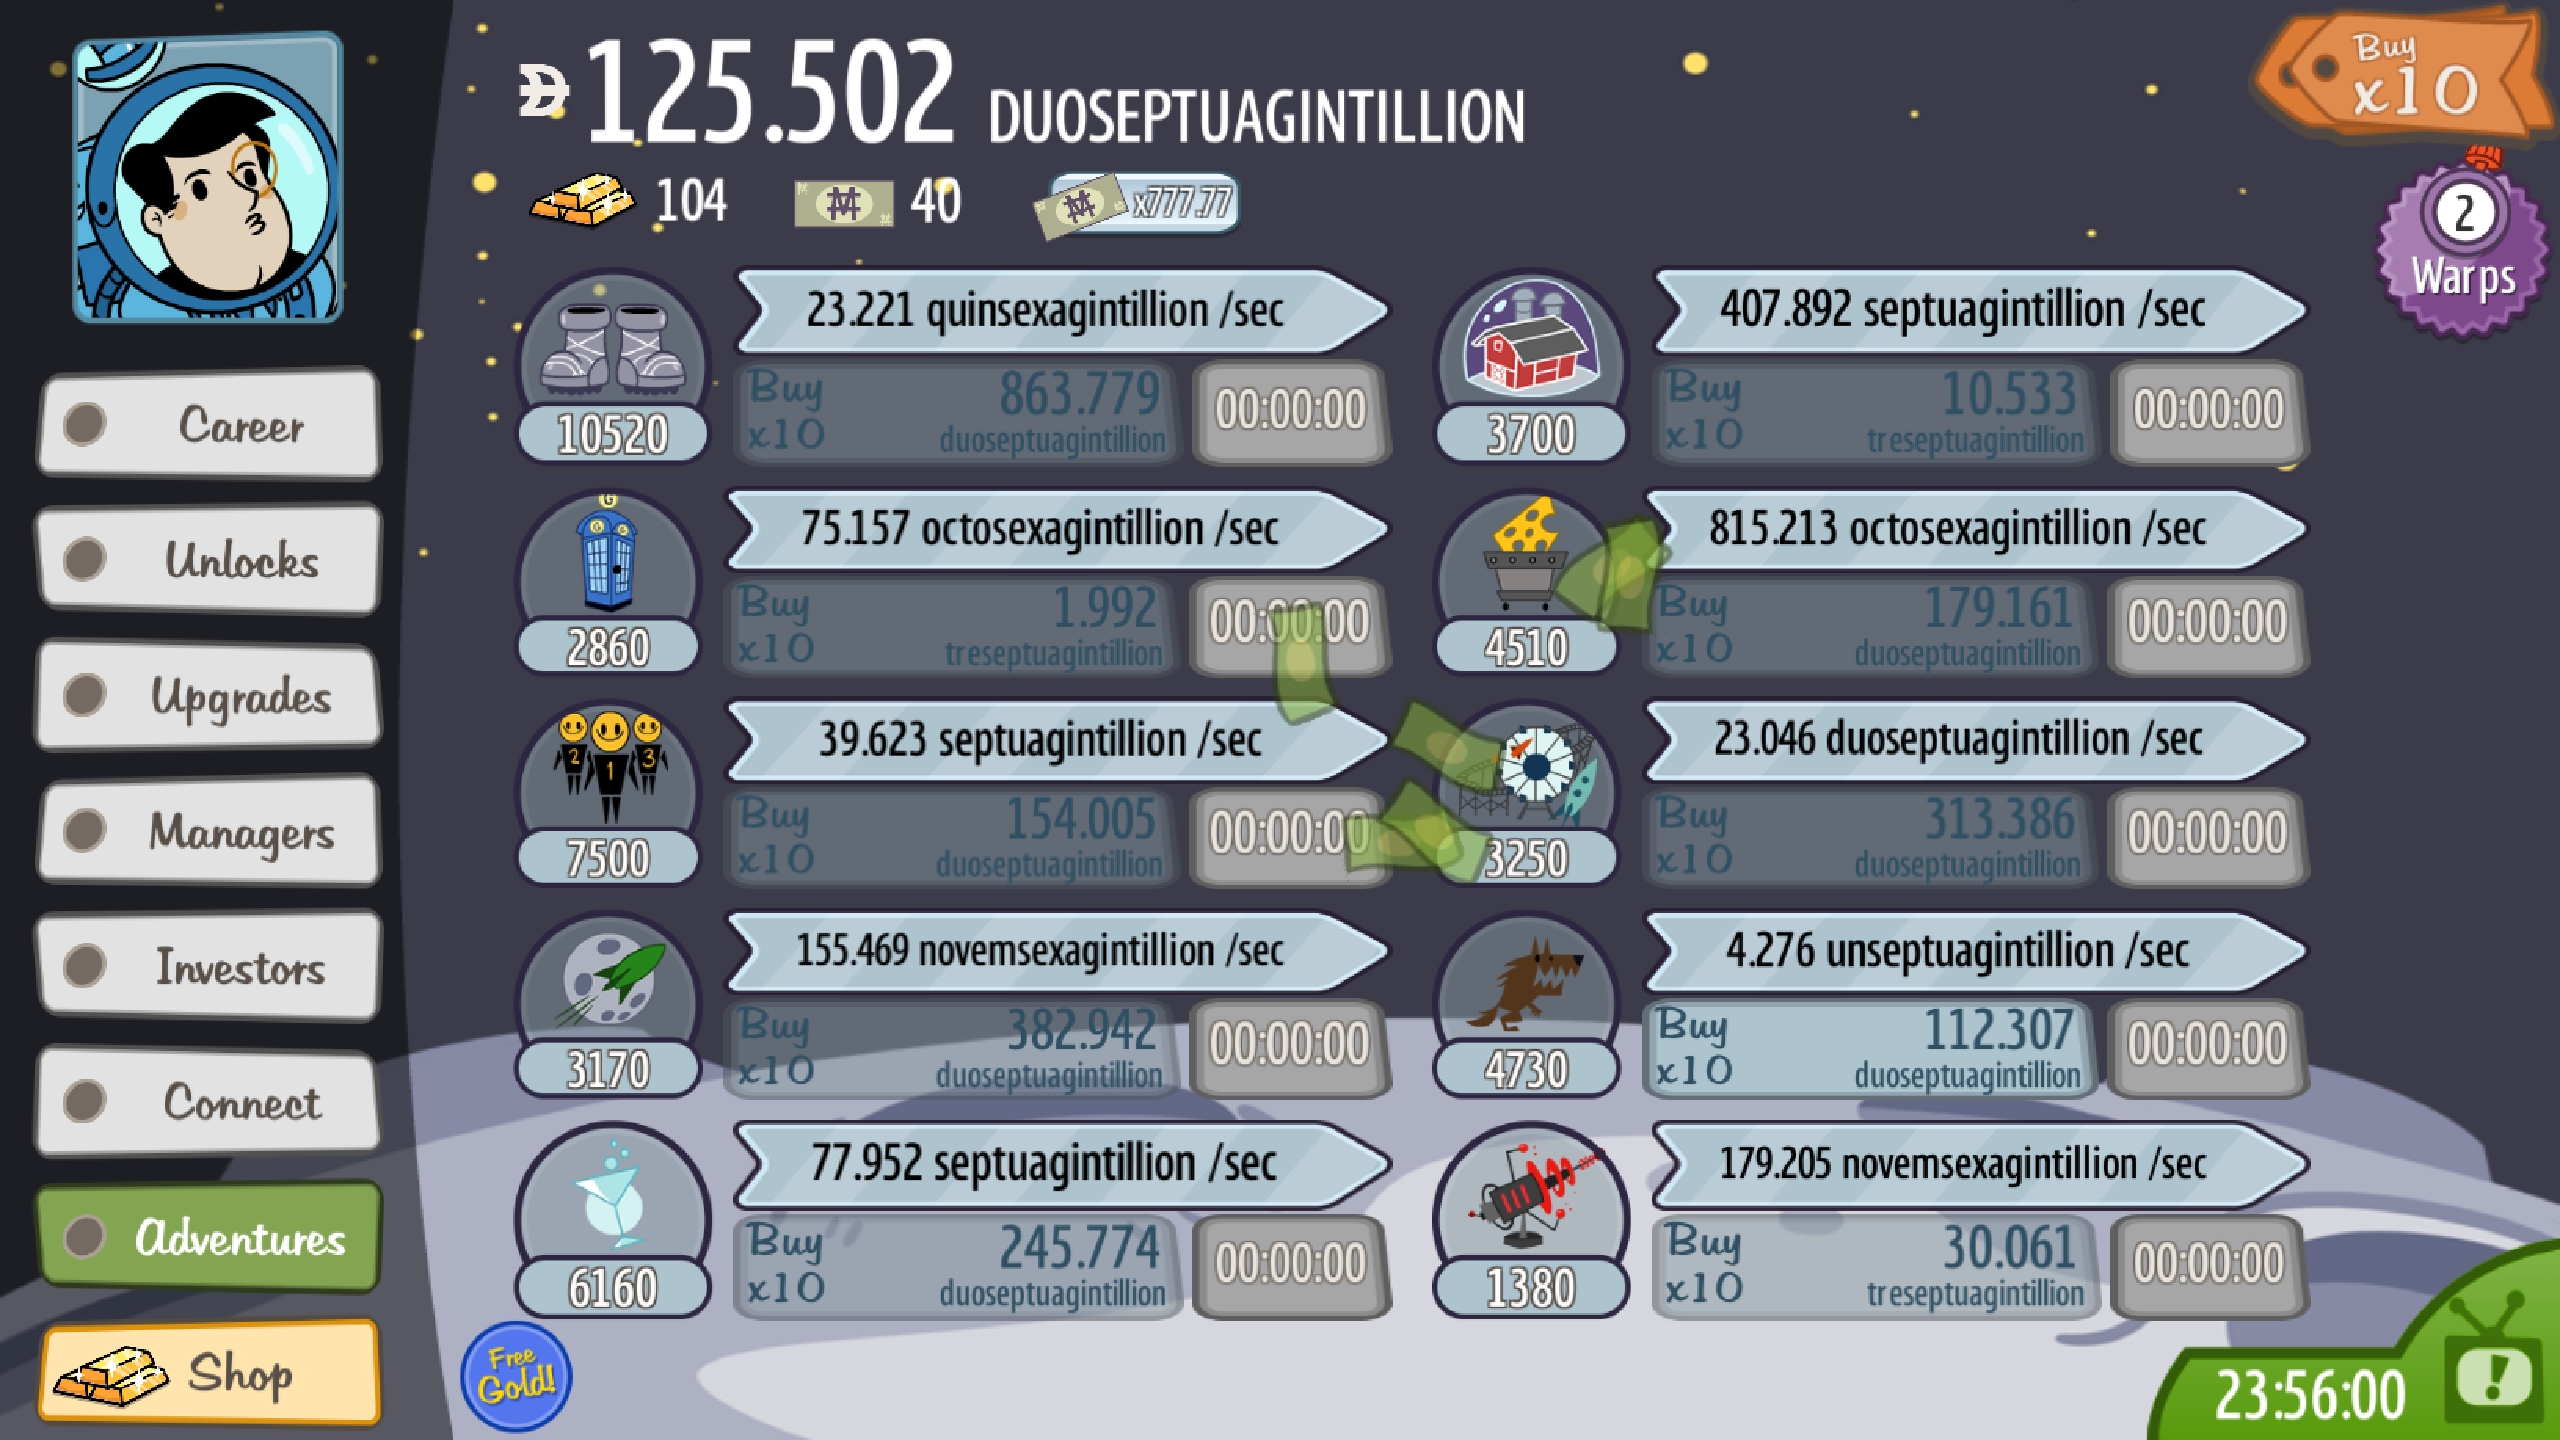 125.502 DUOSEPTUAGINTILLION
Buy
x10
104
40
x777.77
2
Warps
Career
Unlocks
Upgrades
Managers
Investors
Connect
Adventures
Shop
23.221 quinsexagintillion /sec
Buy
x10
863.779
duoseptuagintillion
00:00:00
10520
407.892 septuagintillion /sec
Buy
x10
10.533
treseptuagintillion
00:00:00
3700
G
G G
75.157 octosexagintillion /sec
Buy
x10
1.992
treseptuagintillion
00:00:00
2860
815.213 octosexagintillion /sec
Buy
x10
179.161
duoseptuagintillion
00:00:00
4510
2 1 3
39.623 septuagintillion /sec
Buy
x10
154.005
duoseptuagintillion
00:00:00
7500
23.046 duoseptuagintillion /sec
Buy
x10
313.386
duoseptuagintillion
00:00:00
3250
155.469 novemsexagintillion /sec
Buy
x10
382.942
duoseptuagintillion
00:00:00
3170
4.276 unseptuagintillion /sec
Buy
x10
112.307
duoseptuagintillion
00:00:00
4730
77.952 septuagintillion /sec
Buy
x10
245.774
duoseptuagintillion
00:00:00
6160
179.205 novemsexagintillion /sec
Buy
x10
30.061
treseptuagintillion
00:00:00
1380
Free
Gold!
23:56:00
!